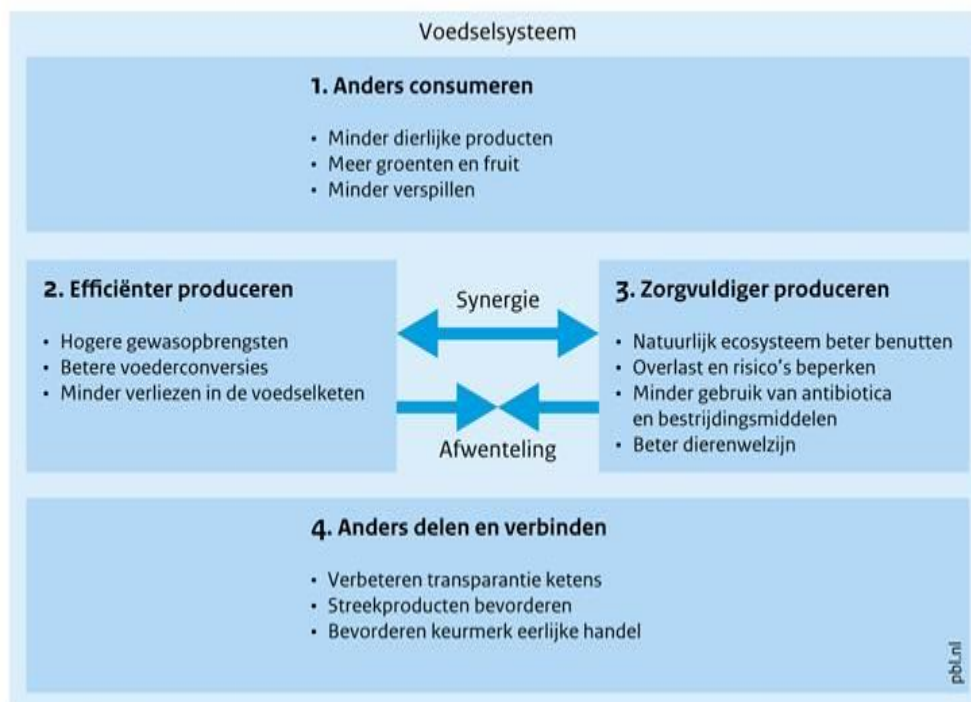 Voedselsysteem
1. Anders consumeren
• Minder dierlijke producten
• Meer groenten en fruit
• Minder verspillen
2. Efficiënter produceren
• Hogere gewasopbrengsten
• Betere voederconversies
• Minder verliezen in de voedselketen
Synergie
Afwenteling
3. Zorgvuldiger produceren
• Natuurlijk ecosysteem beter benutten
• Overlast en risico's beperken
• Minder gebruik van antibiotica
en bestrijdingsmiddelen
• Beter dierenwelzijn
4. Anders delen en verbinden
• Verbeteren transparantie ketens
• Streekproducten bevorderen
• Bevorderen keurmerk eerlijke handel
pbl.nl